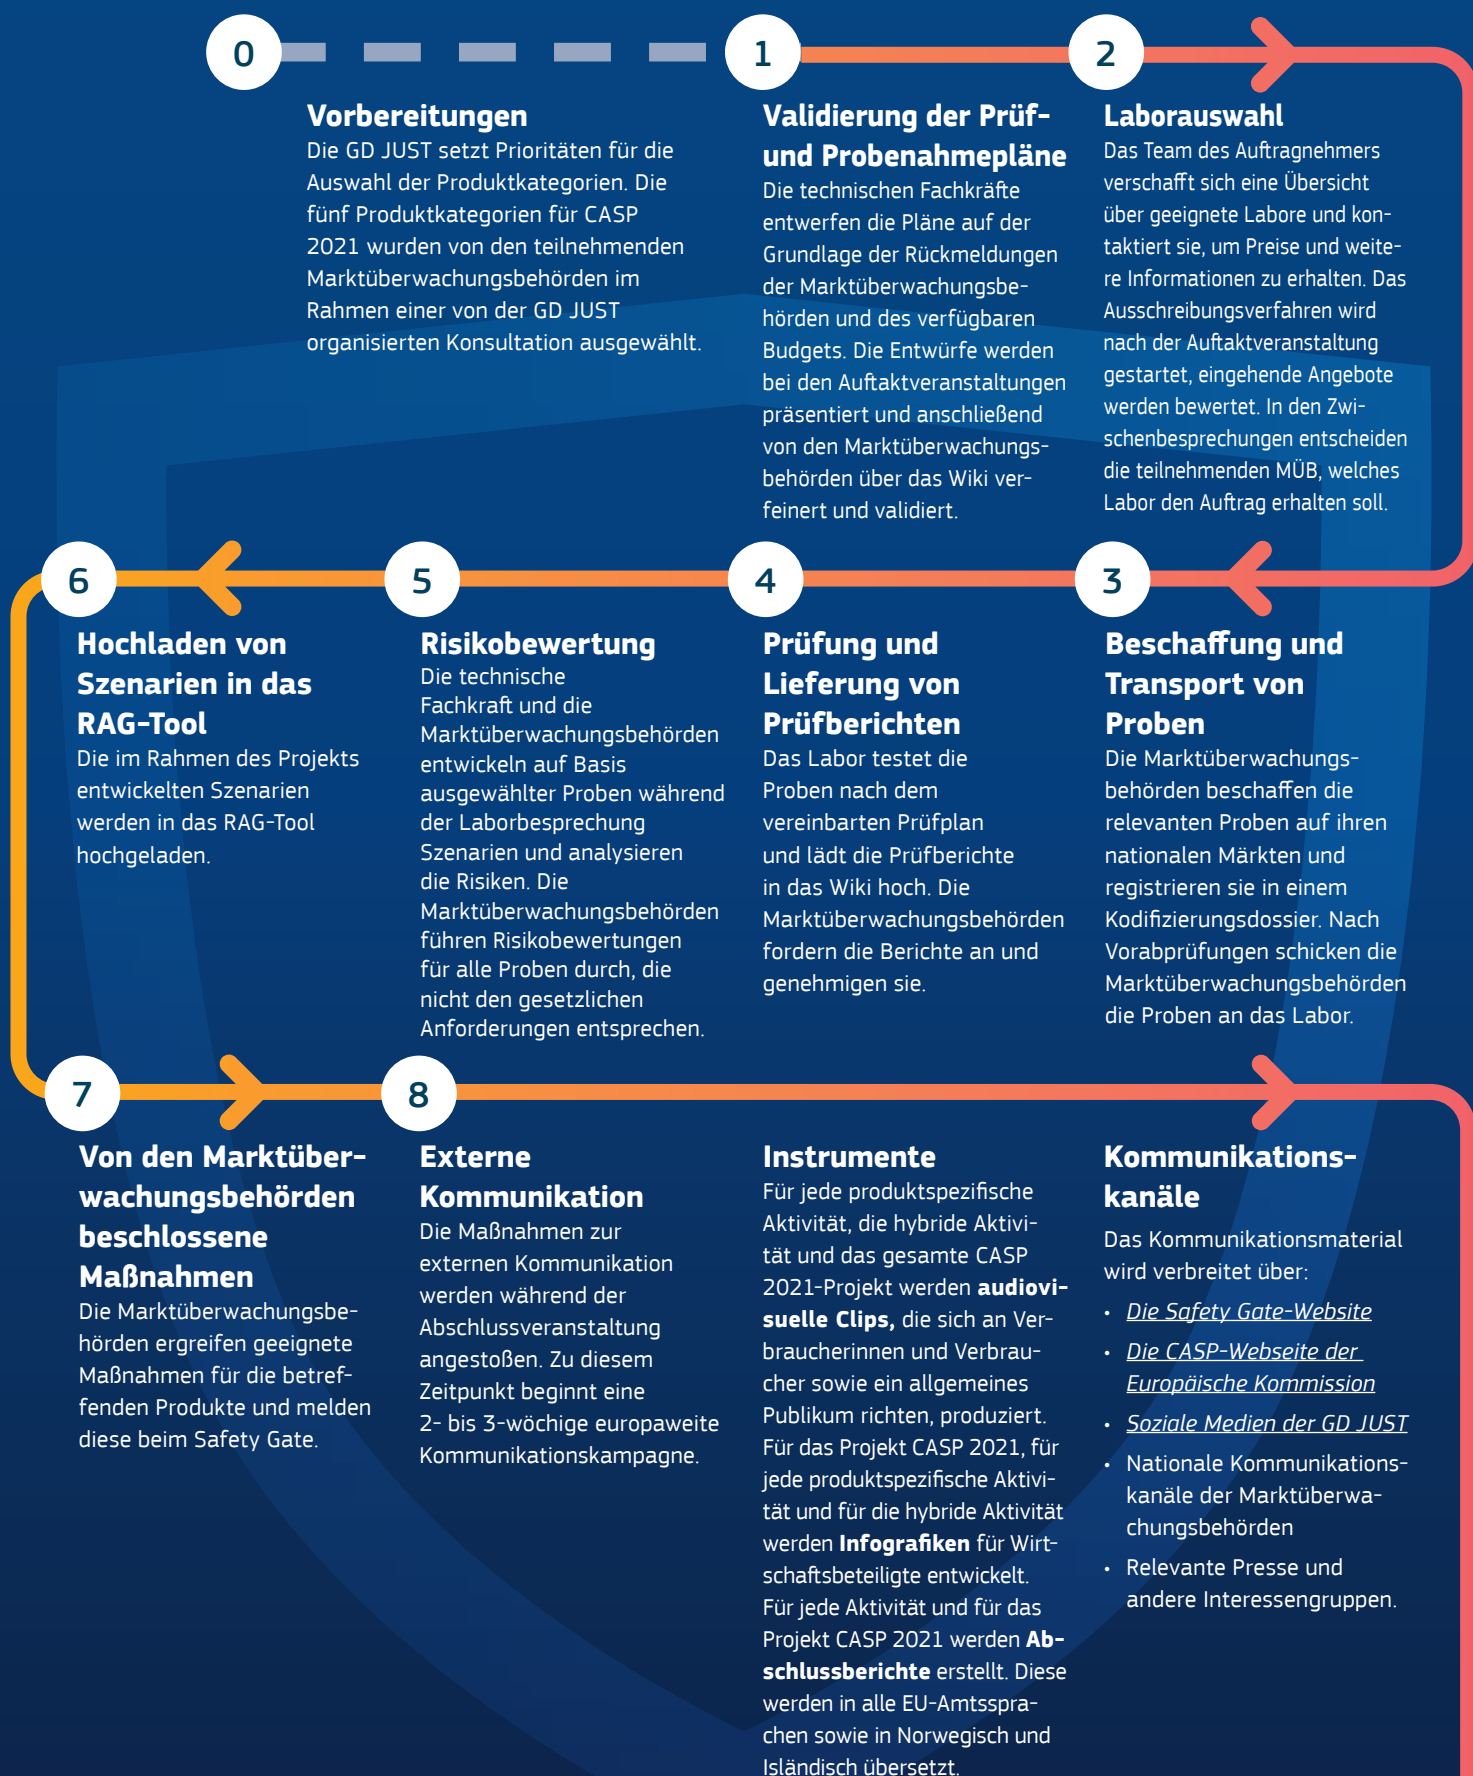 0
Vorbereitungen
Die GD JUST setzt Prioritäten für die
Auswahl der Produktkategorien. Die
fünf Produktkategorien für CASP
2021 wurden von den teilnehmenden
Marktüberwachungsbehörden im
Rahmen einer von der GD JUST
organisierten Konsultation ausgewählt.
1
Validierung der Prüf-
und Probenahmepläne
Die technischen Fachkräfte
entwerfen die Pläne auf der
Grundlage der Rückmeldungen
der Marktüberwachungsbe-
hörden und des verfügbaren
Budgets. Die Entwürfe werden
bei den Auftaktveranstaltungen
präsentiert und anschließend
von den Marktüberwachungs-
behörden über das Wiki ver-
feinert und validiert.
2
Laborauswahl
Das Team des Auftragnehmers
verschafft sich eine Übersicht
über geeignete Labore und kon-
taktiert sie, um Preise und weite-
re Informationen zu erhalten. Das
Ausschreibungsverfahren wird
nach der Auftaktveranstaltung
gestartet, eingehende Angebote
werden bewertet. In den Zwi-
schenbesprechungen entscheiden
die teilnehmenden MÜB, welches
Labor den Auftrag erhalten soll.
3
Beschaffung und
Transport von
Proben
Die Marktüberwachungs-
behörden beschaffen die
relevanten Proben auf ihren
nationalen Märkten und
registrieren sie in einem
Kodifizierungsdossier. Nach
Vorabprüfungen schicken die
Marktüberwachungsbehörden
die Proben an das Labor.
4
Prüfung und
Lieferung von
Prüfberichten
Das Labor testet die
Proben nach dem
vereinbarten Prüfplan
und lädt die Prüfberichte
in das Wiki hoch. Die
Marktüberwachungsbehörden
fordern die Berichte an und
genehmigen sie.
5
Risikobewertung
Die technische
Fachkraft und die
Marktüberwachungsbehörden
entwickeln auf Basis
ausgewählter Proben während
der Laborbesprechung
Szenarien und analysieren
die Risiken. Die
Marktüberwachungsbehörden
führen Risikobewertungen
für alle Proben durch, die
nicht den gesetzlichen
Anforderungen entsprechen.
6
Hochladen von
Szenarien in das
RAG-Tool
Die im Rahmen des Projekts
entwickelten Szenarien
werden in das RAG-Tool
hochgeladen.
7
Von den Marktüber-
wachungsbehörden
beschlossene
Maßnahmen
Die Marktüberwachungsbe-
hörden ergreifen geeignete
Maßnahmen für die betref-
fenden Produkte und melden
diese beim Safety Gate.
8
Externe
Kommunikation
Die Maßnahmen zur
externen Kommunikation
werden während der
Abschlussveranstaltung
angestoßen. Zu diesem
Zeitpunkt beginnt eine
2- bis 3-wöchige europaweite
Kommunikationskampagne.
Instrumente
Für jede produktspezifische
Aktivität, die hybride Aktivi-
tät und das gesamte CASP
2021-Projekt werden audiovi-
suelle Clips, die sich an Ver-
braucherinnen und Verbrau-
cher sowie ein allgemeines
Publikum richten, produziert.
Für das Projekt CASP 2021, für
jede produktspezifische Aktivi-
tät und für die hybride Aktivität
werden Infografiken für Wirt-
schaftsbeteiligte entwickelt.
Für jede Aktivität und für das
Projekt CASP 2021 werden Ab-
schlussberichte erstellt. Diese
werden in alle EU-Amtsspra-
chen sowie in Norwegisch und
Isländisch übersetzt.
Kommunikations-
kanäle
Das Kommunikationsmaterial
wird verbreitet über:
• Die Safety Gate-Website
• Die CASP-Webseite der
Europäische Kommission
• Soziale Medien der GD JUST
• Nationale Kommunikations-
kanäle der Marktüberwa-
chungsbehörden
• Relevante Presse und
andere Interessengruppen.